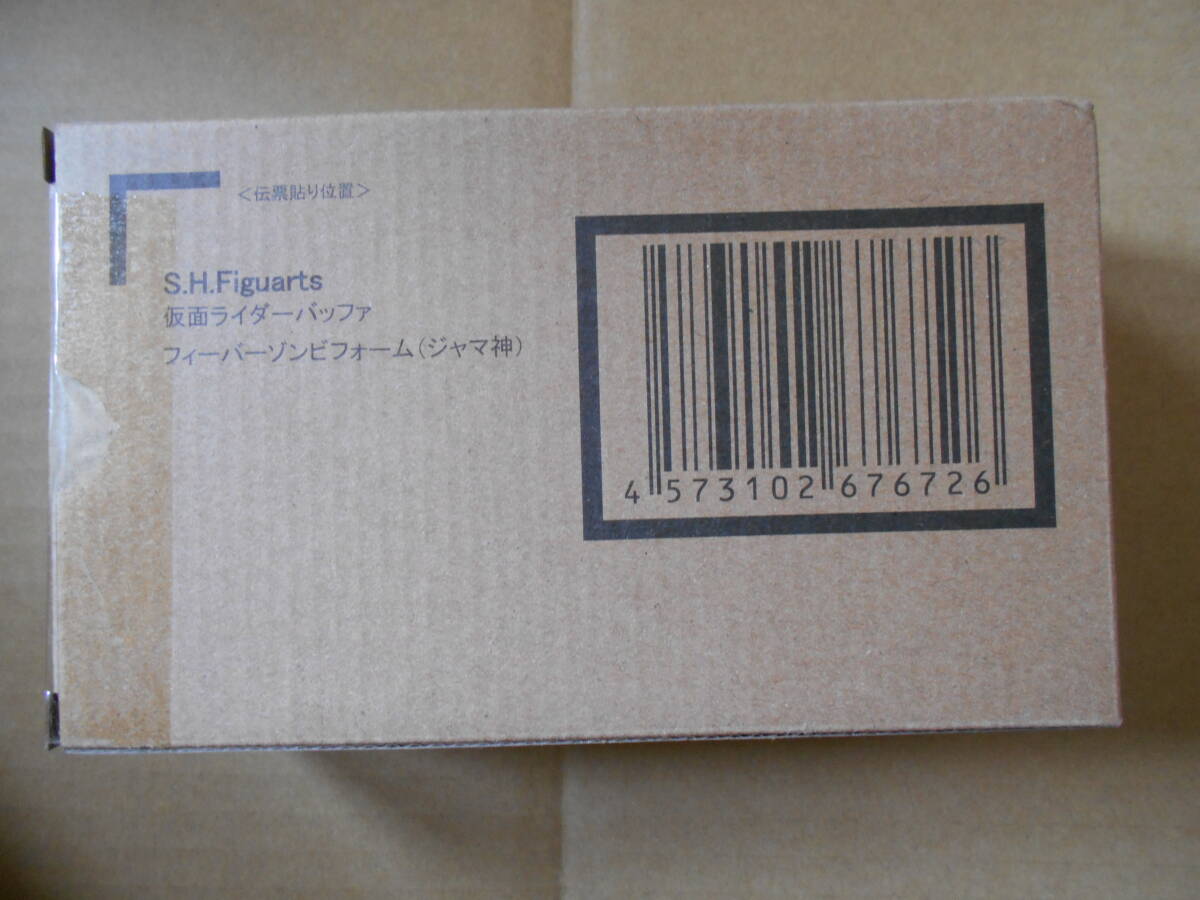 ＜伝票貼り位置＞
S.H.Figuarts
仮面ライダーバッファ
フィーバーゾンビフォーム(ジャマ神)
4 573102 676726